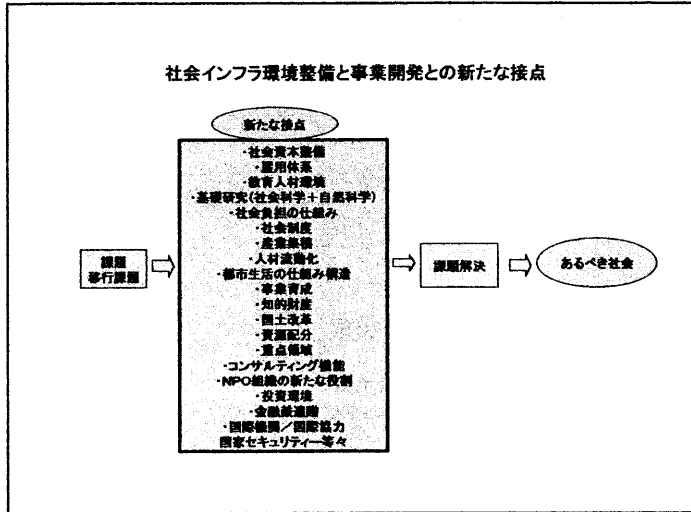 社会インフラ環境整備と事業開発との新たな接点
新たな接点
・社会資本整備
・運用体系
・教育人材環境
・基礎研究(社会科学+自然科学)
・社会負担の仕組み
・社会制度
・産業集積
・人材流動化
・都市生活の仕組み構造
・事業育成
・知的財産
・国土改革
・資源配分
・重点領域
・コンサルティング機能
・NPO組織の新たな役割
・投資環境
・国際機関/国際協力
国家セキュリティー等々
課題
移行課題
課題解決
あるべき社会